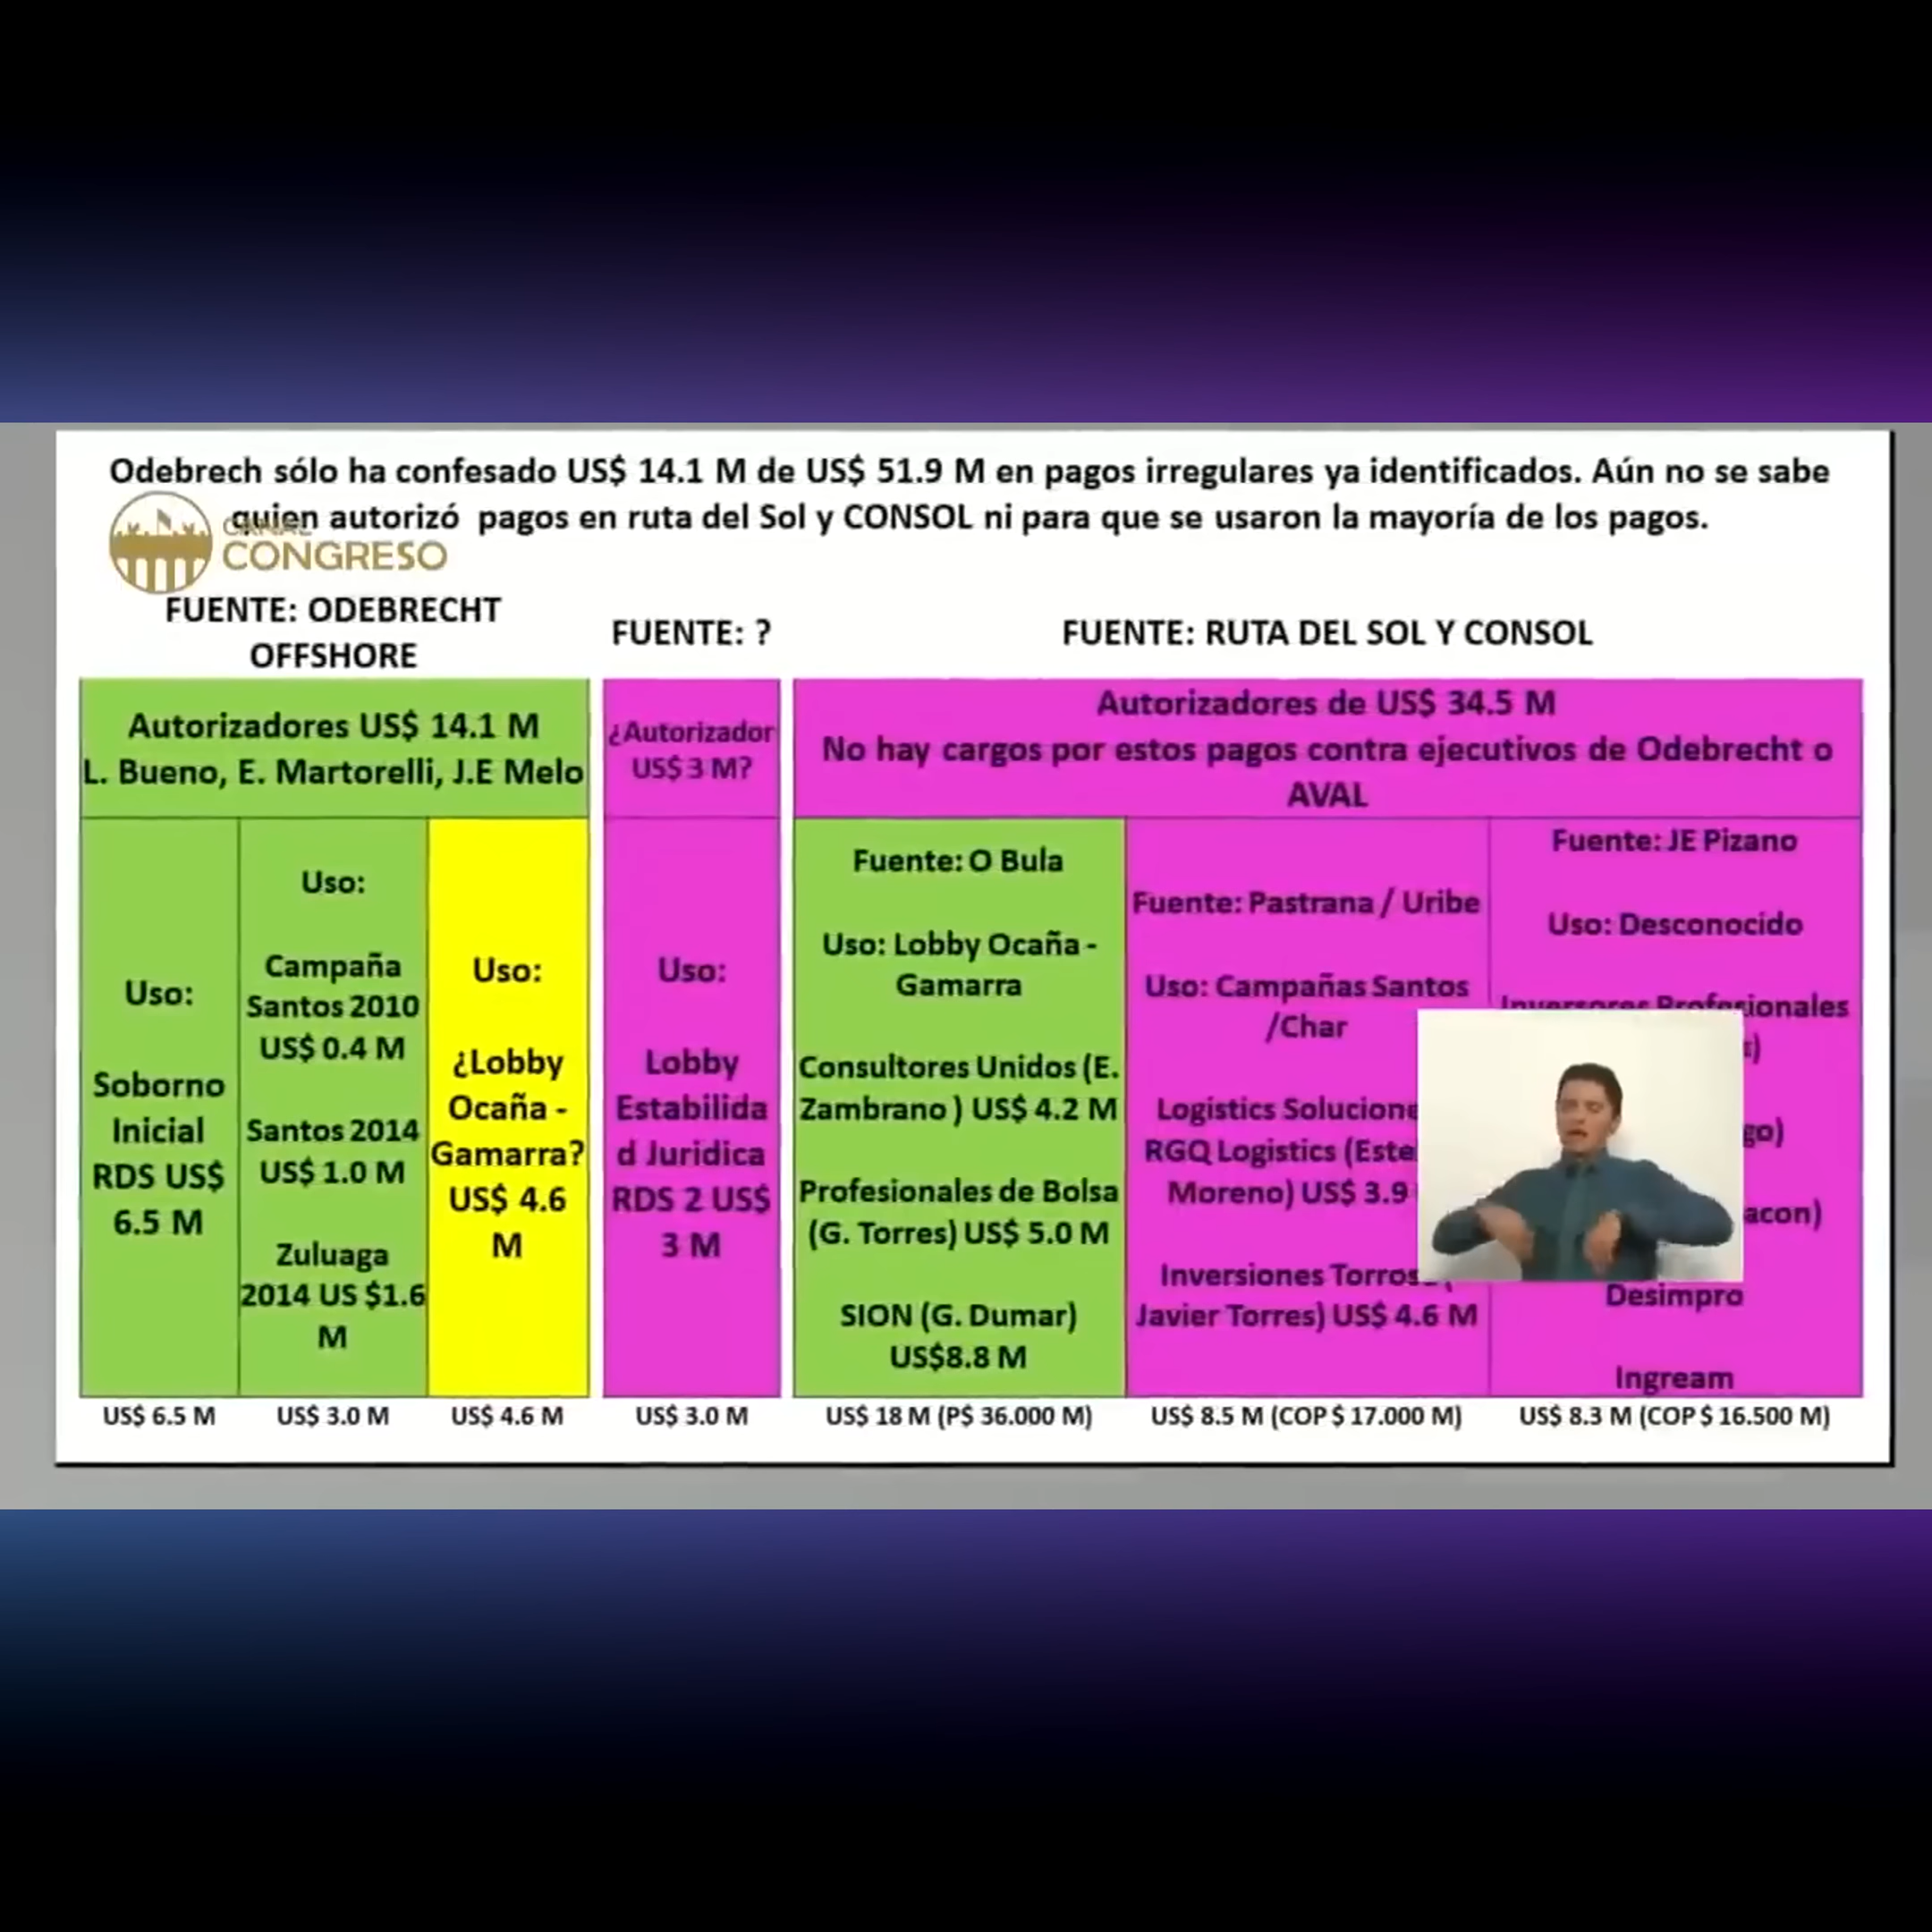 Odebrech sólo ha confesado US$ 14.1 M de US$ 51.9 M en pagos irregulares ya identificados. Aún no se sabe
quien autorizó pagos en ruta del Sol y CONSOL ni para que se usaron la mayoría de los pagos.
CANAL
CONGRESO
FUENTE: ODEBRECHT
OFFSHORE
FUENTE: ?
FUENTE: RUTA DEL SOL Y CONSOL
Autorizadores US$ 14.1 M
L. Bueno, E. Martorelli, J.E Melo
¿Autorizador
US$ 3 M?
Autorizadores de US$ 34.5 M
No hay cargos por estos pagos contra ejecutivos de Odebrecht o
AVAL
Uso:
Soborno
Inicial
RDS US$
6.5 M
Uso:
Campaña
Santos 2010
US$ 0.4 M
Santos 2014
US$ 1.0 M
Zuluaga
2014 US $1.6
M
Uso:
¿Lobby
Ocaña -
Gamarra?
US$ 4.6
M
Uso:
Lobby
Estabilida
d Juridica
RDS 2 US$
3 M
Fuente: O Bula
Uso: Lobby Ocaña -
Gamarra
Consultores Unidos (E.
Zambrano ) US$ 4.2 M
Profesionales de Bolsa
(G. Torres) US$ 5.0 M
SION (G. Dumar)
US$8.8 M
Fuente: Pastrana / Uribe
Uso: Campañas Santos
/Char
Logistics
RGQ Logistics
Moreno) US$ 3.9
Inversiones
Javier Torres) US$ 4.6 M
Fuente: JE Pizano
Uso: Desconocido
Inversores Profesionales
Desimpro
Ingream
US$ 6.5 M
US$ 3.0 M
US$ 4.6 M
US$ 3.0 M
US$ 18 M (P$ 36.000 M)
US$ 8.5 M (COP $ 17.000 M)
US$ 8.3 M (COP $ 16.500 M)